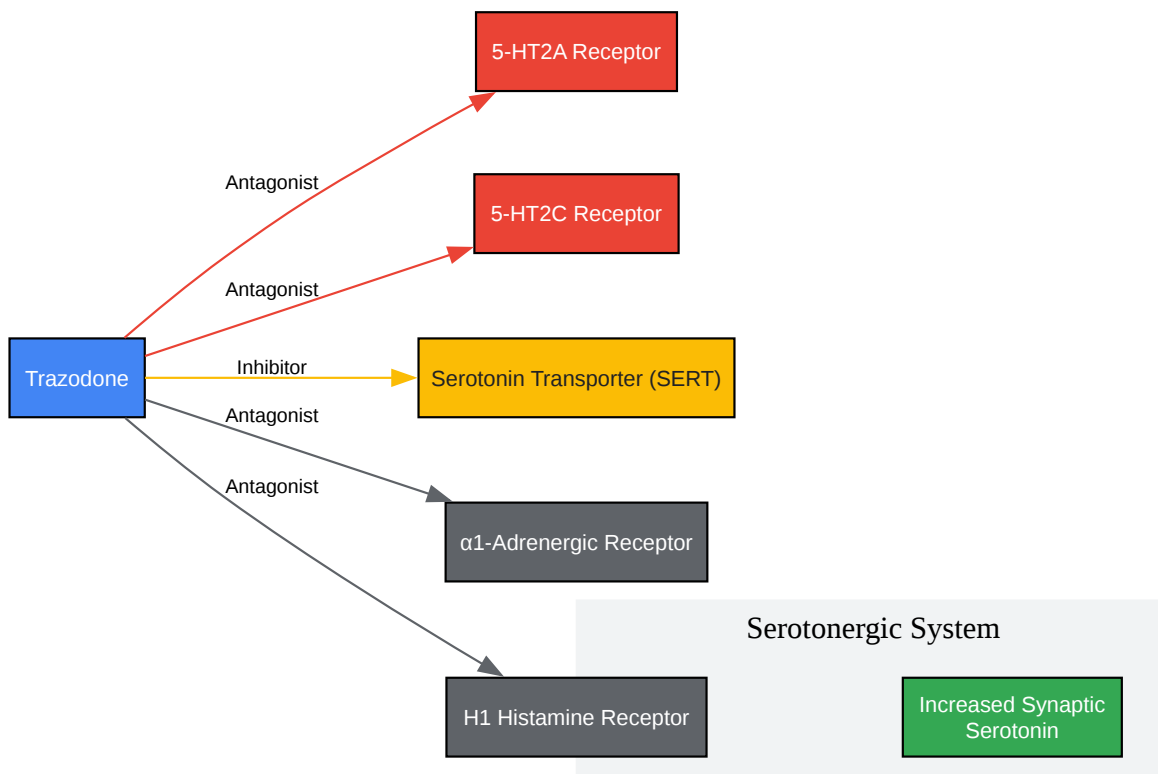 5-HT2A Receptor
Antagonist
5-HT2C Receptor
Antagonist
Trazodone
Inhibitor
Serotonin Transporter (SERT)
Antagonist
Antagonist
α1-Adrenergic Receptor
Serotonergic System
H1 Histamine Receptor
Increased Synaptic
Serotonin